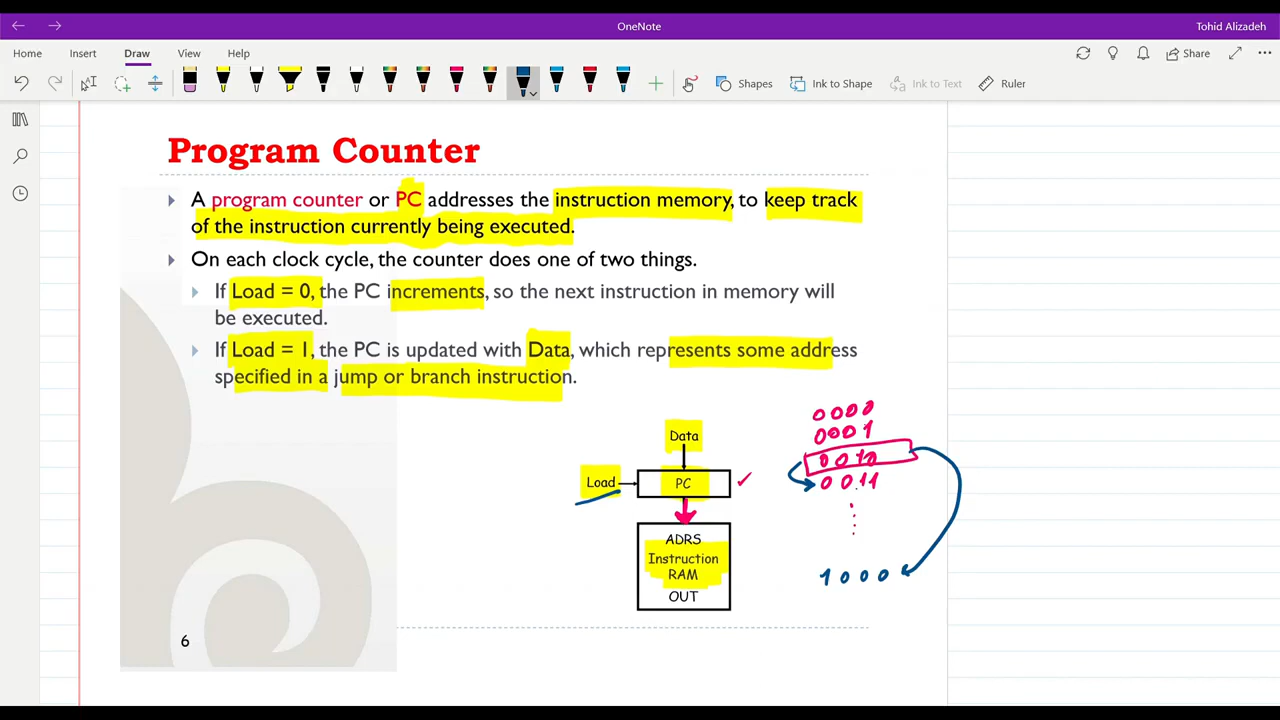 OneNote
Tohid Alizadeh
Home Insert Draw View Help
Share
Shapes Ink to Shape Ink to Text Ruler
Program Counter
A program counter or PC addresses the instruction memory, to keep track
of the instruction currently being executed.
On each clock cycle, the counter does one of two things.
If Load = 0, the PC increments, so the next instruction in memory will
be executed.
If Load = 1, the PC is updated with Data, which represents some address
specified in a jump or branch instruction.
Data
Load
PC
ADRS
Instruction
RAM
OUT
0000
0001
0010
0011
1000
6